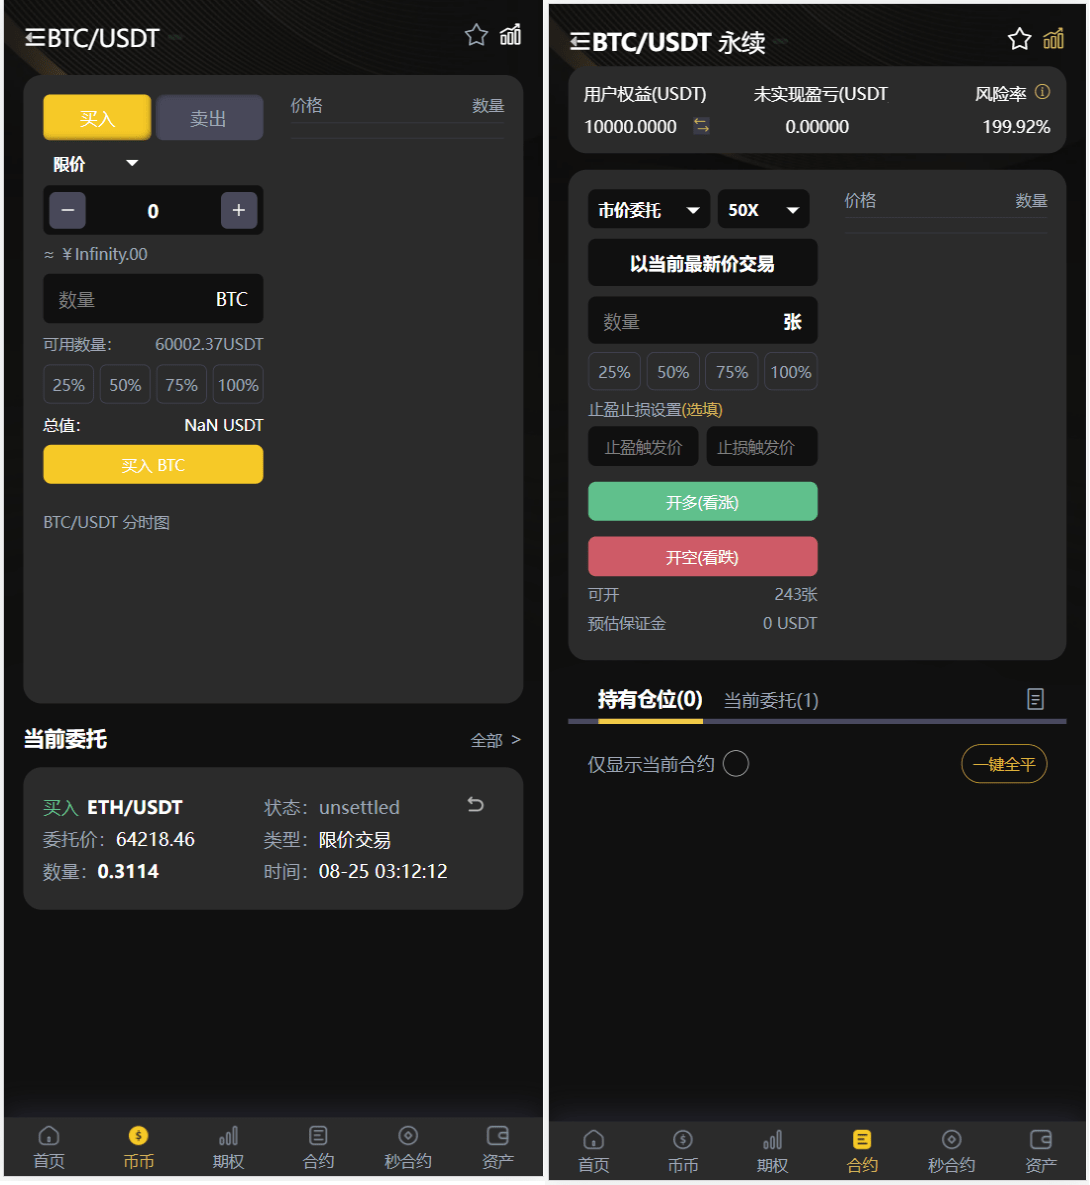 BTC/USDT
买入 卖出 价格 数量
限价
− 0 +
≈ ¥Infinity.00
数量 BTC
可用数量： 60002.37USDT
25% 50% 75% 100%
总值： NaN USDT
买入 BTC
BTC/USDT 分时图
当前委托 全部 >
买入 ETH/USDT 状态：unsettled
委托价：64218.46 类型：限价交易
数量：0.3114 时间：08-25 03:12:12
首页 币币 期权 合约 秒合约 资产
BTC/USDT 永续
用户权益(USDT) 未实现盈亏(USDT 风险率
10000.0000 0.00000 199.92%
市价委托 50X 价格 数量
以当前最新价交易
数量 张
25% 50% 75% 100%
止盈止损设置(选填)
止盈触发价 止损触发价
开多(看涨)
开空(看跌)
可开 243张
预估保证金 0 USDT
持有仓位(0) 当前委托(1)
仅显示当前合约 一键全平
首页 币币 期权 合约 秒合约 资产